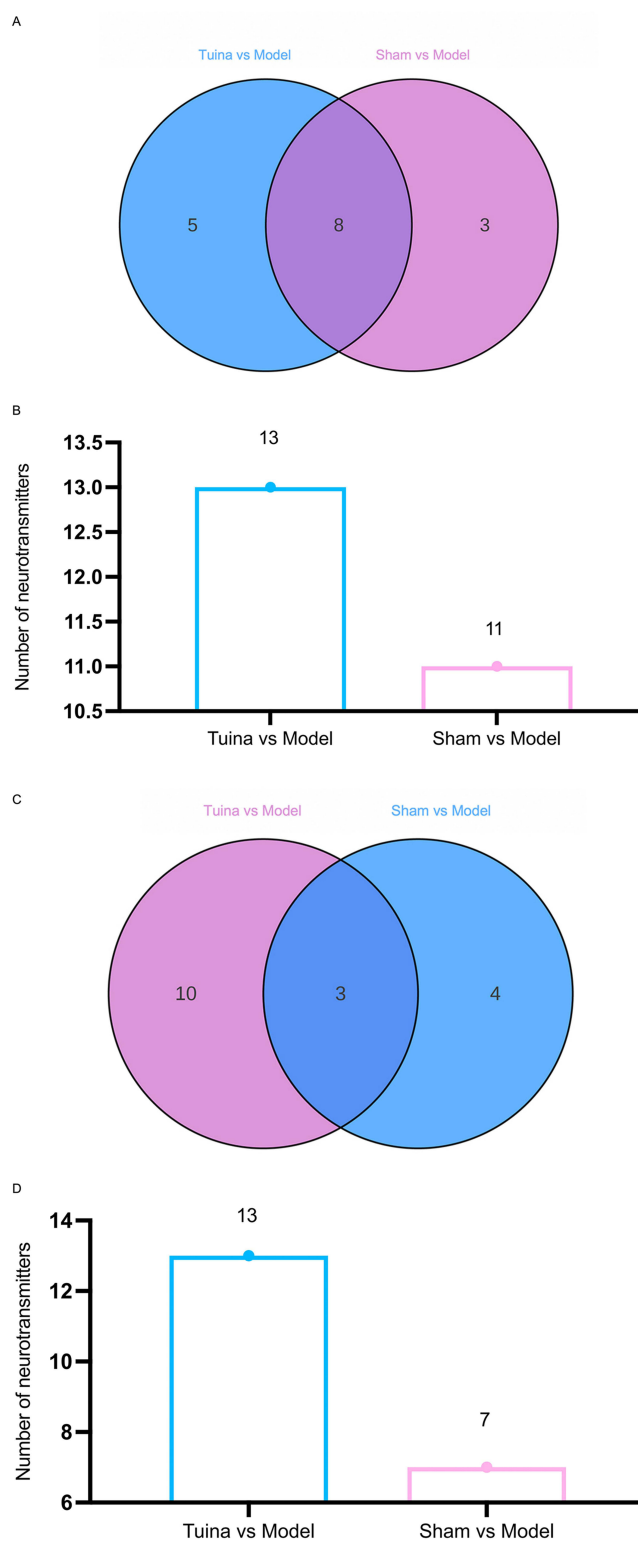 A
Tuina vs Model Sham vs Model
5 8 3
B
Number of neurotransmitters
13.5
13.0
12.5
12.0
11.5
11.0
10.5
13
11
Tuina vs Model Sham vs Model
C
Tuina vs Model Sham vs Model
10 3 4
D
Number of neurotransmitters
14
12
10
8
6
13
7
Tuina vs Model Sham vs Model